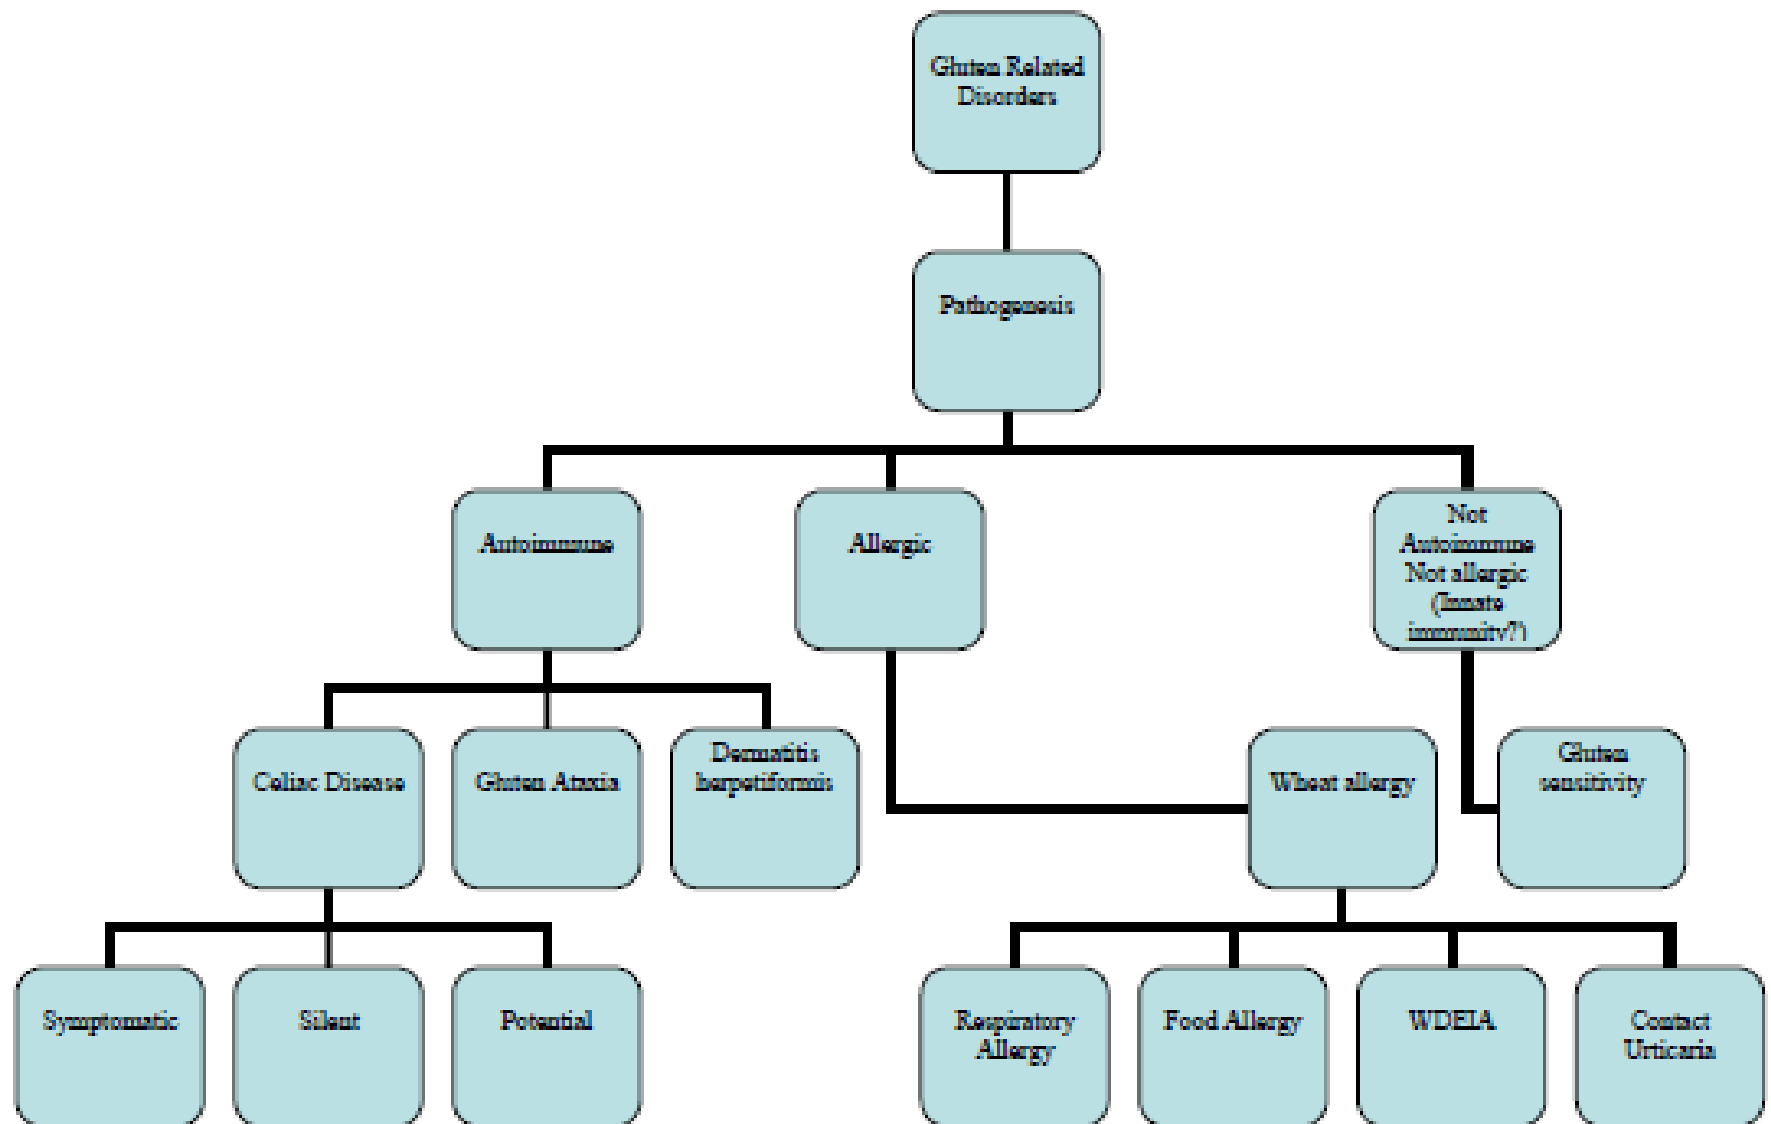 Gluten Related
Disorders
Pathogenesis
Autoimmune
Allergic
Not
Autoimmune
Not allergic
(Innate
immunity?)
Celiac Disease
Gluten Ataxia
Dermatitis
herpetiformis
Wheat allergy
Gluten
sensitivity
Symptomatic
Silent
Potential
Respiratory
Allergy
Food Allergy
WDEIA
Contact
Urticaria